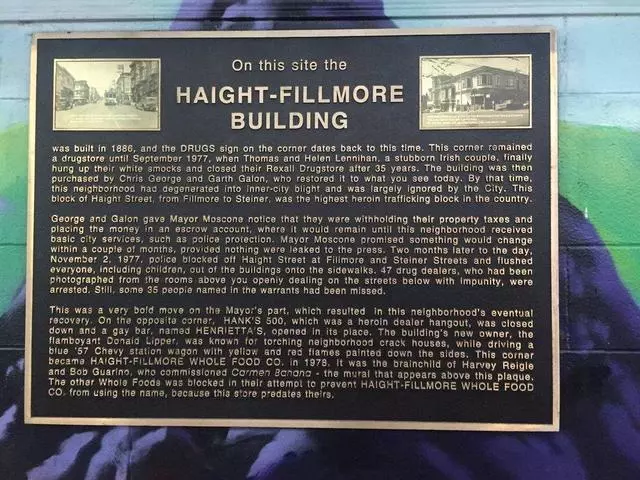 On this site the
HAIGHT-FILLMORE
BUILDING
was built in 1886, and the DRUGS sign on the corner dates back to this time. This corner remained
a drugstore until September 1977, when Thomas and Helen Lennihan, a stubborn Irish couple, finally
hung up their white smocks and closed their Rexall Drugstore after 35 years. The building was then
purchased by Chris George and Garth Galon, who restored it to what you see today. By that time,
this neighborhood had degenerated into inner-city blight and was largely ignored by the City. This
block of Haight Street, from Fillmore to Steiner, was the highest heroin trafficking block in the country.
George and Galon gave Mayor Moscone notice that they were withholding their property taxes and
placing the money in an escrow account, where it would remain until this neighborhood received
basic city services, such as police protection. Mayor Moscone promised something would change
within a couple of months, provided nothing were leaked to the press. Two months later to the day,
November 2, 1977, police blocked off Haight Street at Fillmore and Steiner Streets and flushed
everyone, including children, out of the buildings onto the sidewalks. 47 drug dealers, who had been
photographed from the rooms above you openly dealing on the streets below with impunity, were
arrested. Still, some 35 people named in the warrants had been missed.
This was a very bold move on the Mayor's part, which resulted in this neighborhood's eventual
recovery. On the opposite corner, HANK'S 500, which was a heroin dealer hangout, was closed
down and a gay bar, named HENRIETTA'S, opened in its place. The building's new owner, the
flamboyant Donald Lipper, was known for torching neighborhood crack houses, while driving a
blue '57 Chevy station wagon with yellow and red flames painted down the sides. This corner
became HAIGHT-FILLMORE WHOLE FOOD CO. in 1978. It was the brainchild of Harvey Reigle
and Bob Guarino, who commissioned Carmen Banana - the mural that appears above this plaque.
The other Whole Foods was blocked in their attempt to prevent HAIGHT-FILLMORE WHOLE FOOD
CO. from using the name, because this store predates theirs.